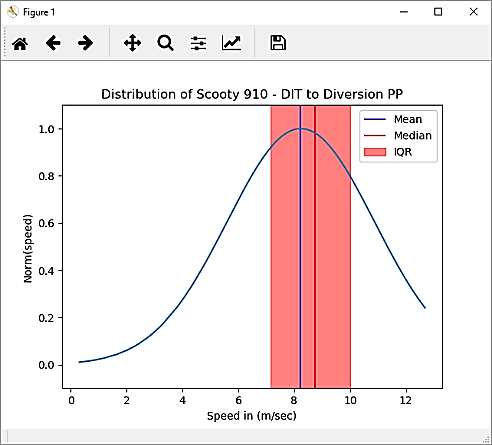 Figure 1
Distribution of Scooty 910 - DIT to Diversion PP
Mean
Median
IQR
1.0
0.8
0.6
0.4
0.2
0.0
Norm(speed)
0 2 4 6 8 10 12
Speed in (m/sec)